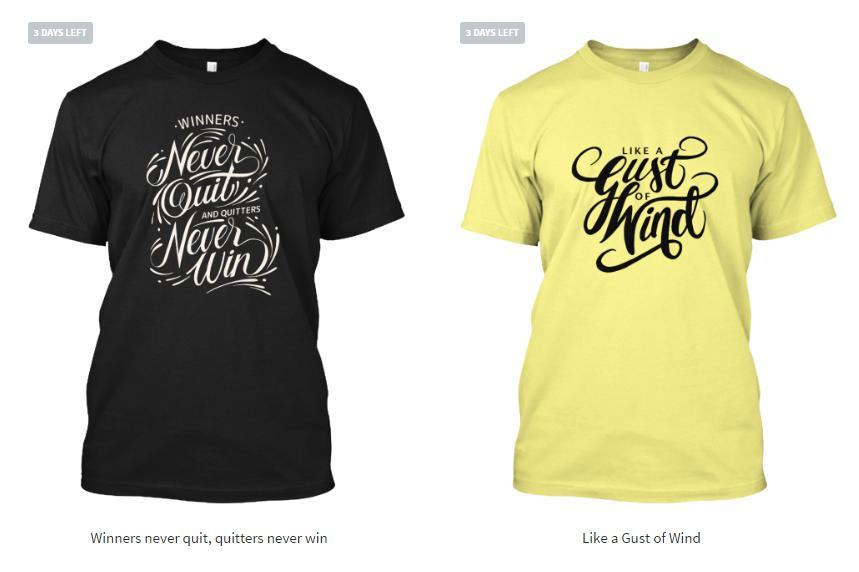 3 DAYS LEFT
WINNERS
Never
Quit
AND QUITTERS
Never
Win
Winners never quit, quitters never win
3 DAYS LEFT
LIKE A
Gust
OF
Wind
Like a Gust of Wind